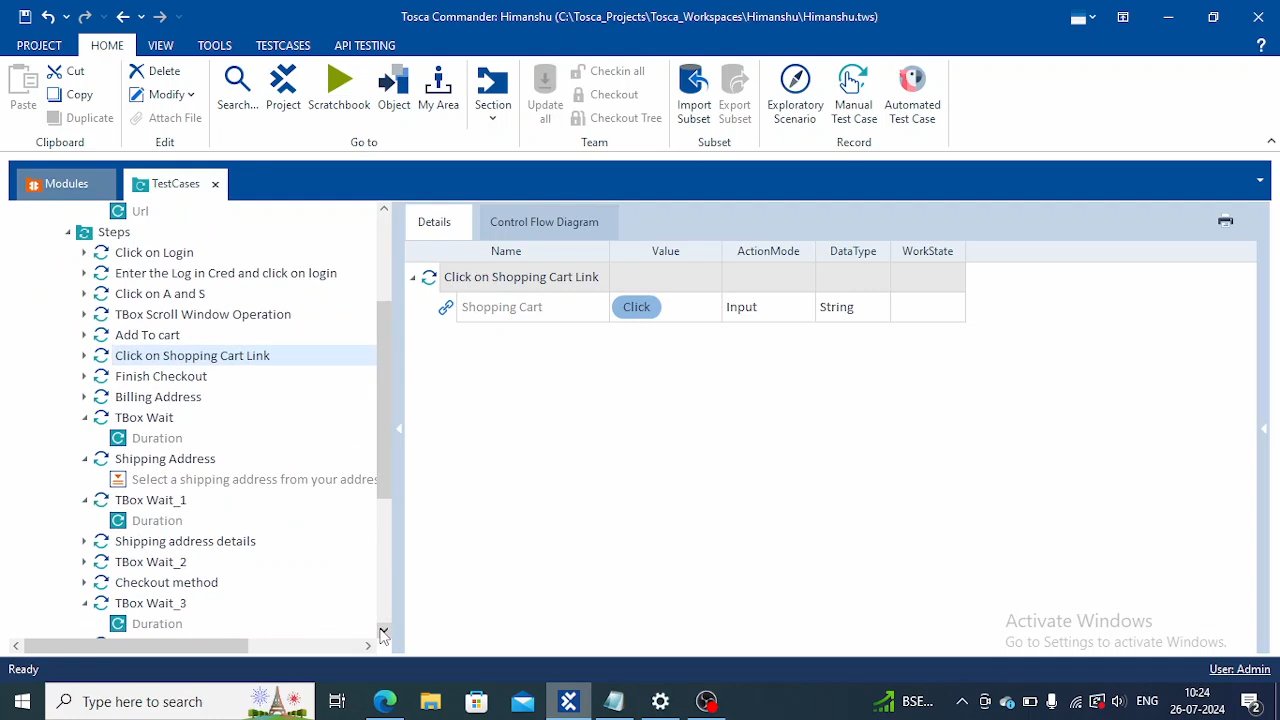 Tosca Commander: Himanshu (C:\Tosca_Projects\Tosca_Workspaces\Himanshu\Himanshu.tws)
PROJECT HOME VIEW TOOLS TESTCASES API TESTING ?
Paste Cut Copy Duplicate
Clipboard
Delete Modify Attach File
Edit
Search... Project Scratchbook Object My Area Section
Go to
Update all Checkin all Checkout Checkout Tree
Team
Import Subset Export Subset
Subset
Exploratory Scenario Manual Test Case Automated Test Case
Record
Modules TestCases
Url
Steps
Click on Login
Enter the Log in Cred and click on login
Click on A and S
TBox Scroll Window Operation
Add To cart
Click on Shopping Cart Link
Finish Checkout
Billing Address
TBox Wait
Duration
Shipping Address
Select a shipping address from your addre
TBox Wait_1
Duration
Shipping address details
TBox Wait_2
Checkout method
TBox Wait_3
Duration
Details Control Flow Diagram
Name Value ActionMode DataType WorkState
Click on Shopping Cart Link
Shopping Cart Click Input String
Activate Windows
Go to Settings to activate Windows.
Ready User: Admin
Type here to search BSE... ENG 10:24
26-07-2024 2